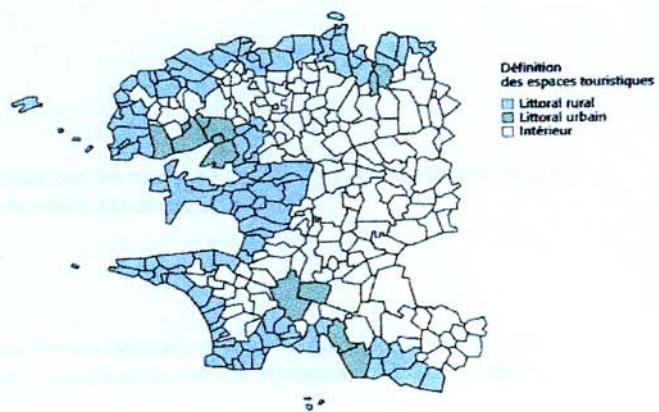 Définition
des espaces touristiques
Littoral rural
Littoral urbain
Intérieur